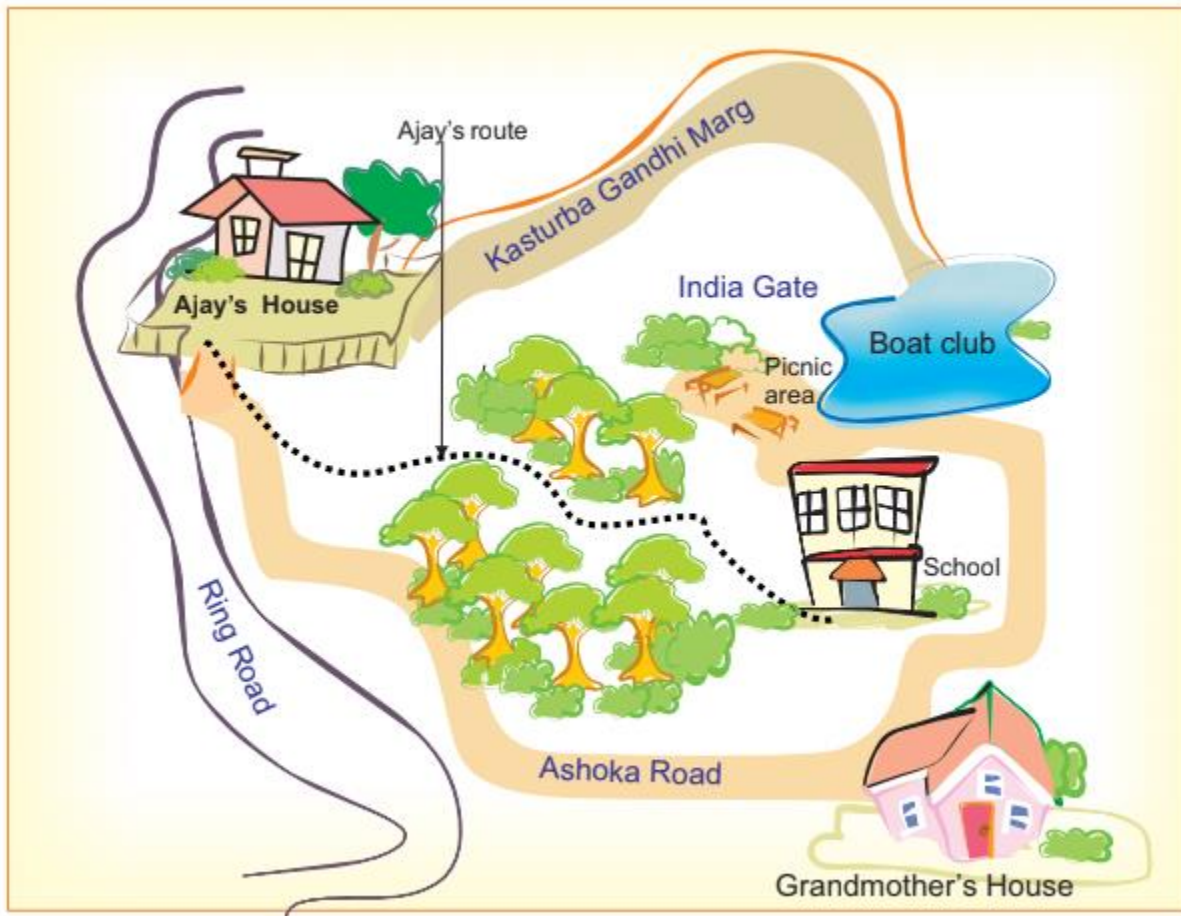 Ajay's route
Kasturba Gandhi Marg
Ajay's House
India Gate
Boat club
Picnic
area
School
Ring Road
Ashoka Road
Grandmother's House